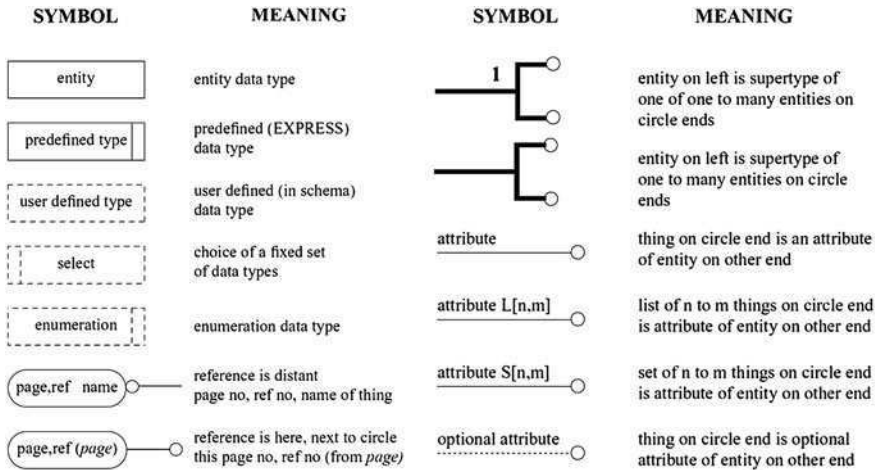 SYMBOL MEANING
entity
entity data type
predefined type
predefined (EXPRESS)
data type
user defined type
user defined (in schema)
data type
select
choice of a fixed set
of data types
enumeration
enumeration data type
page,ref name
reference is distant
page no, ref no, name of thing
page,ref (page)
reference is here, next to circle
this page no, ref no (from page)
SYMBOL MEANING
1
entity on left is supertype of
one of one to many entities on
circle ends
entity on left is supertype of
one to many entities on circle
ends
attribute
thing on circle end is an attribute
of entity on other end
attribute L[n,m]
list of n to m things on circle end
is attribute of entity on other end
attribute S[n,m]
set of n to m things on circle end
is attribute of entity on other end
optional attribute
thing on circle end is optional
attribute of entity on other end